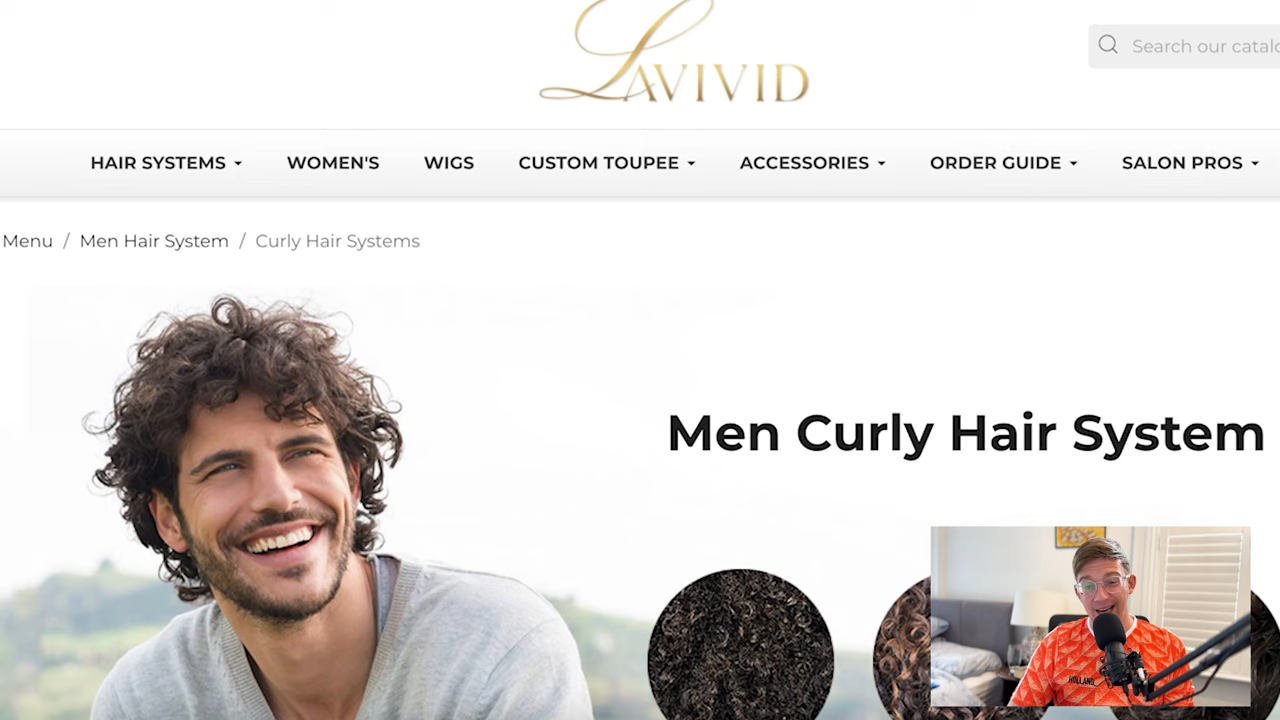 LAVIVID
Search our catalo
HAIR SYSTEMS WOMEN'S WIGS CUSTOM TOUPEE ACCESSORIES ORDER GUIDE SALON PROS
Menu / Men Hair System / Curly Hair Systems
Men Curly Hair System
HOLLAND